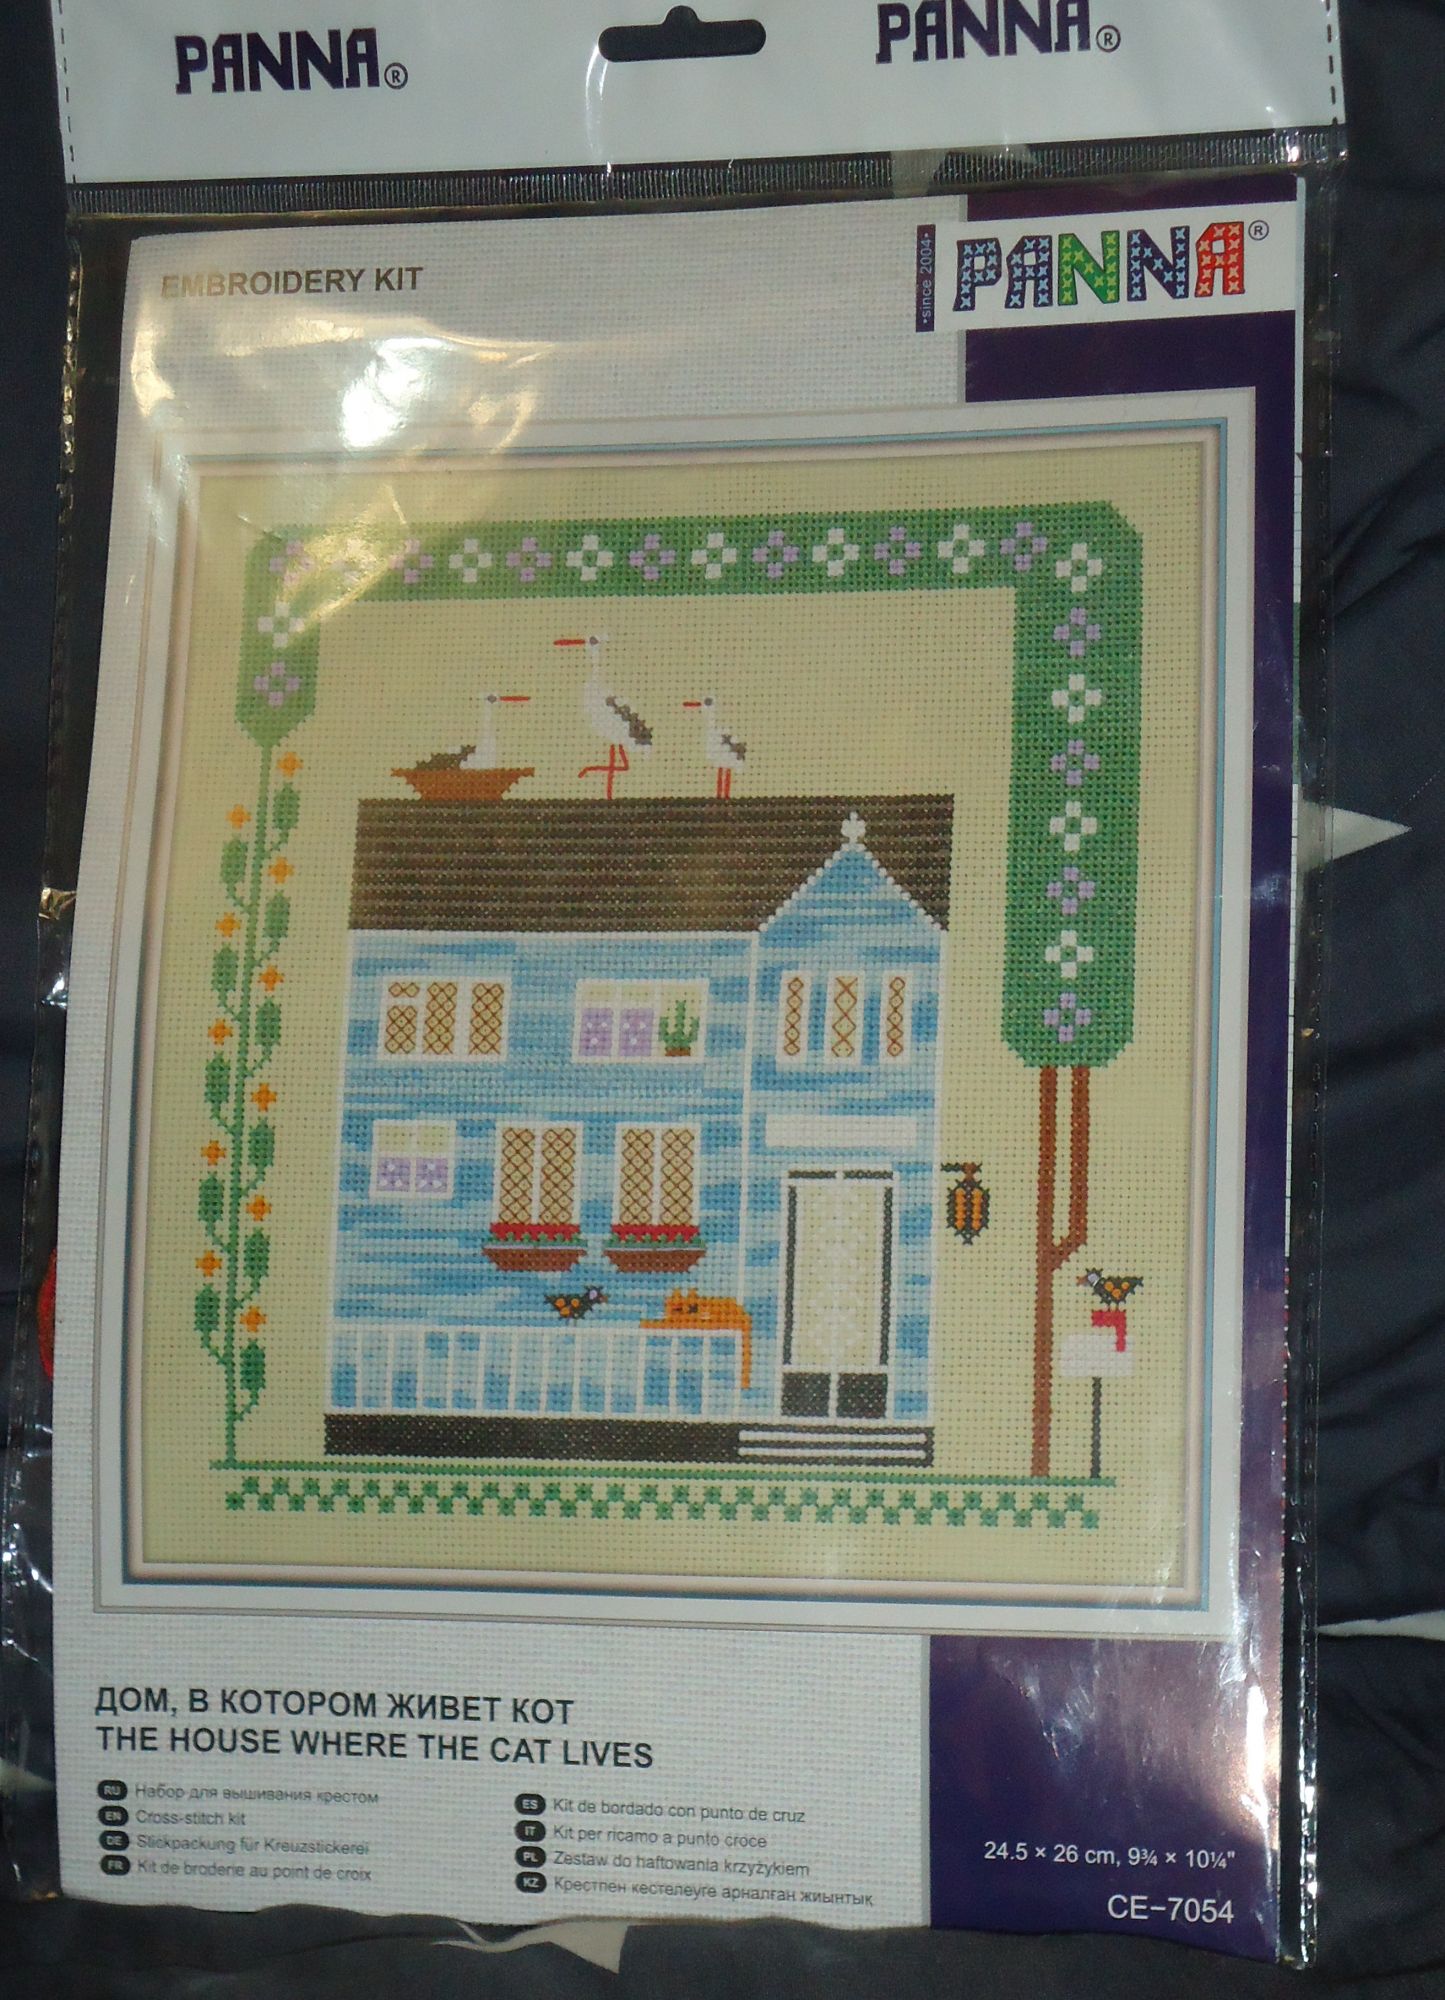 PANNA®
PANNA®
EMBROIDERY KIT
•since 2004•
PANNA®
ДОМ, В КОТОРОМ ЖИВЕТ КОТ
THE HOUSE WHERE THE CAT LIVES
RU Набор для вышивания крестом
EN Cross-stitch kit
DE Stickpackung für Kreuzstickerei
FR Kit de broderie au point de croix
ES Kit de bordado con punto de cruz
IT Kit per ricamo a punto croce
PL Zestaw do haftowania krzyżykiem
KZ Крестпен кестелеуге арналған жиынтық
24.5 × 26 cm, 9¾ × 10¼"
CE-7054